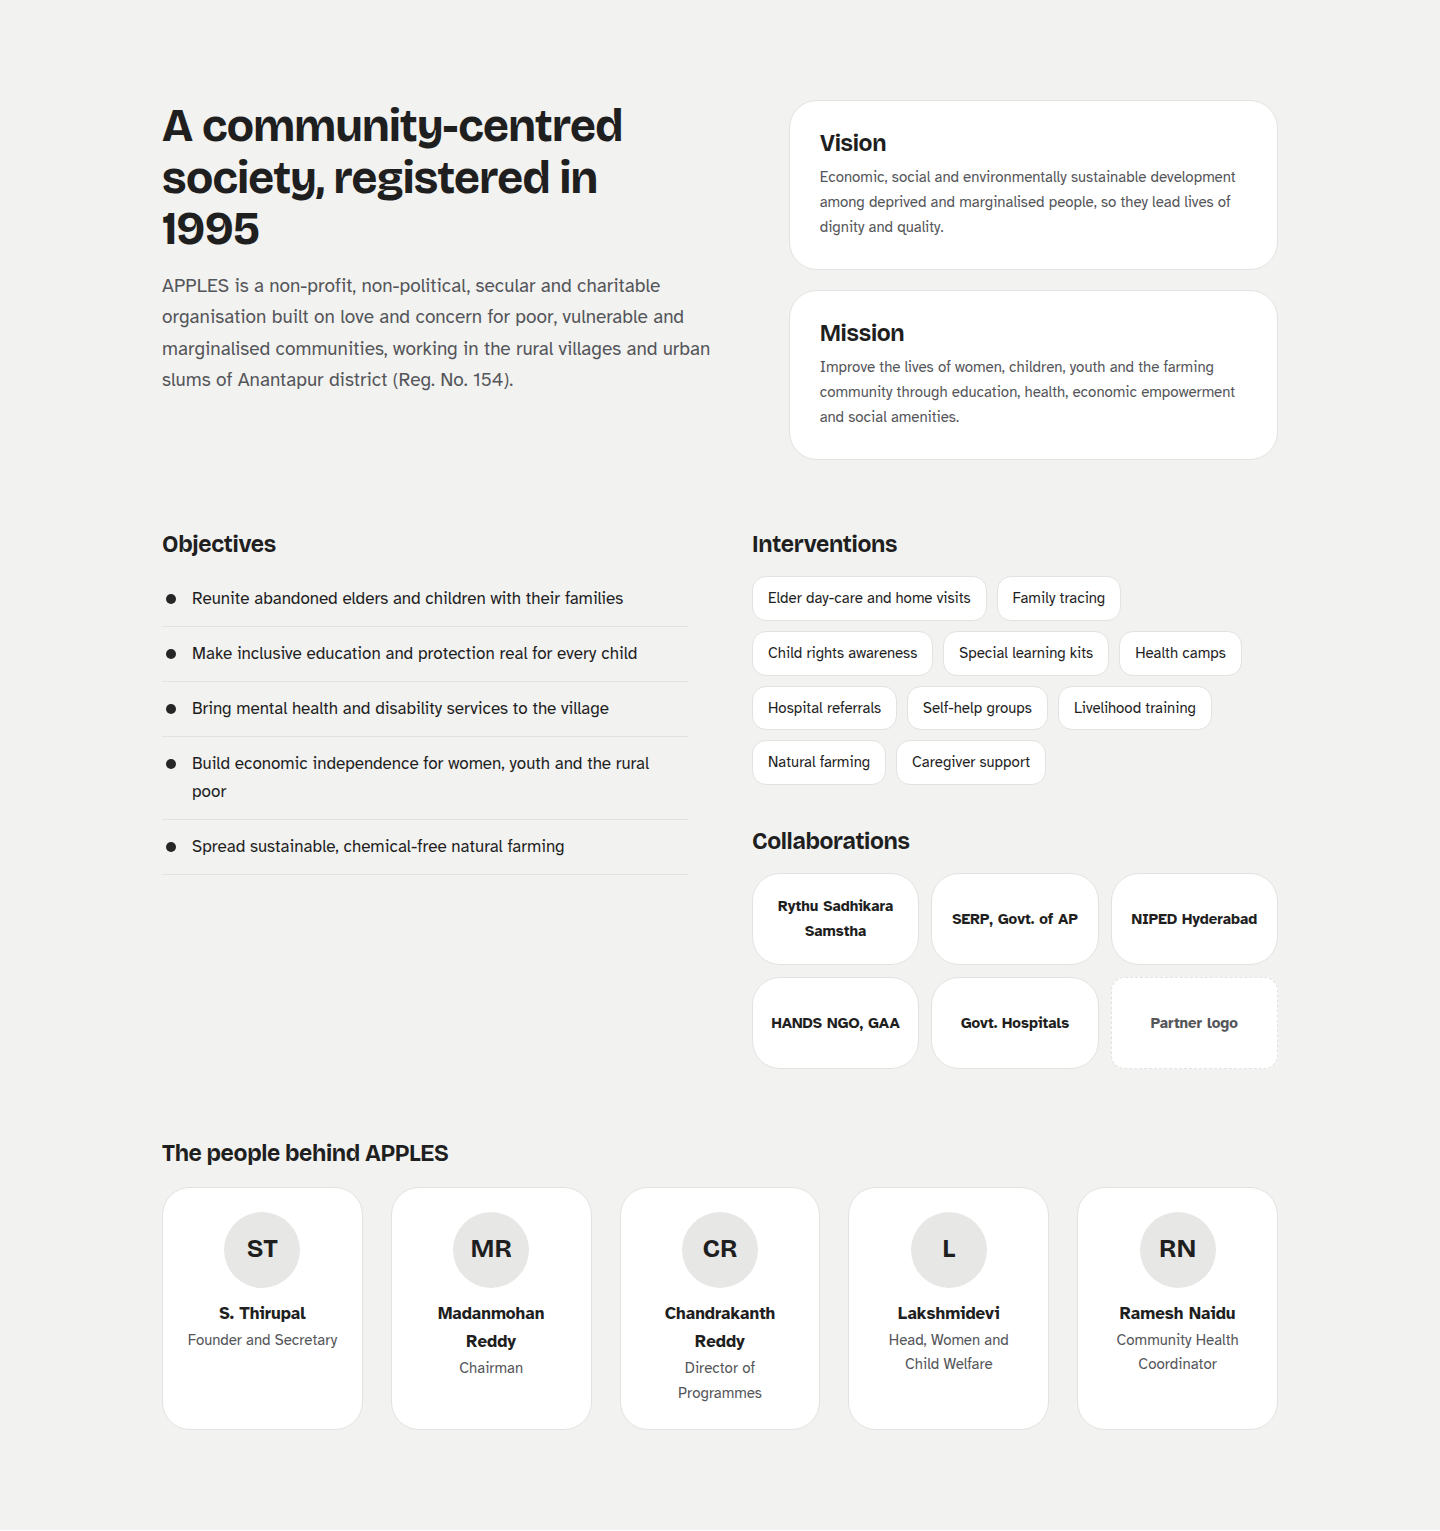 A community-centred
society, registered in
1995
APPLES is a non-profit, non-political, secular and charitable
organisation built on love and concern for poor, vulnerable and
marginalised communities, working in the rural villages and urban
slums of Anantapur district (Reg. No. 154).
Vision
Economic, social and environmentally sustainable development
among deprived and marginalised people, so they lead lives of
dignity and quality.
Mission
Improve the lives of women, children, youth and the farming
community through education, health, economic empowerment
and social amenities.
Objectives
Reunite abandoned elders and children with their families
Make inclusive education and protection real for every child
Bring mental health and disability services to the village
Build economic independence for women, youth and the rural
poor
Spread sustainable, chemical-free natural farming
Interventions
Elder day-care and home visits
Family tracing
Child rights awareness
Special learning kits
Health camps
Hospital referrals
Self-help groups
Livelihood training
Natural farming
Caregiver support
Collaborations
Rythu Sadhikara
Samstha
SERP, Govt. of AP
NIPED Hyderabad
HANDS NGO, GAA
Govt. Hospitals
Partner logo
The people behind APPLES
ST
S. Thirupal
Founder and Secretary
MR
Madanmohan
Reddy
Chairman
CR
Chandrakanth
Reddy
Director of
Programmes
L
Lakshmidevi
Head, Women and
Child Welfare
RN
Ramesh Naidu
Community Health
Coordinator